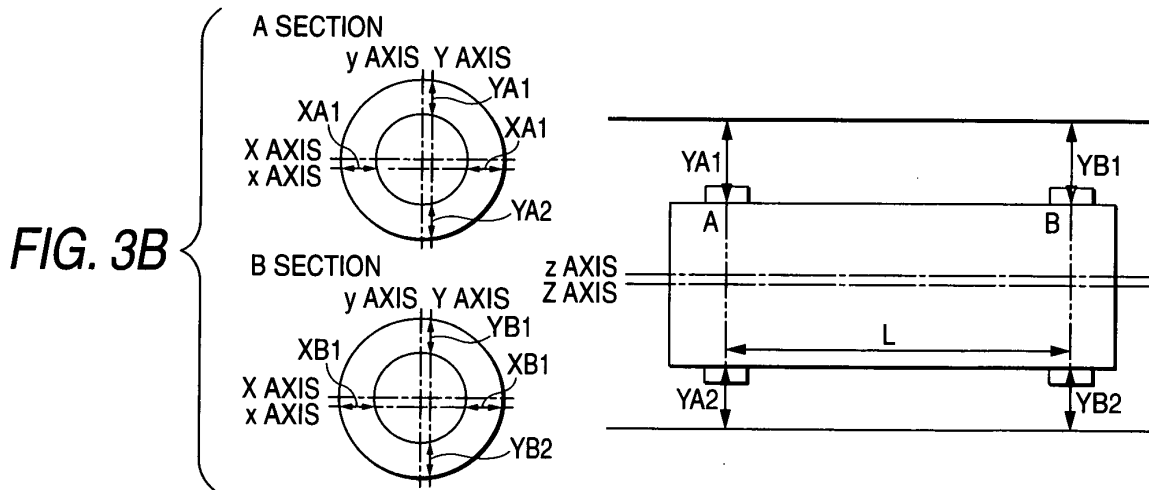 FIG. 3B
A SECTION
y AXIS Y AXIS
YA1
XA1
XA1
X AXIS
x AXIS
YA2
B SECTION
y AXIS Y AXIS
YB1
XB1
XB1
X AXIS
x AXIS
YB2
YA1
YB1
A
B
z AXIS
Z AXIS
L
YA2
YB2